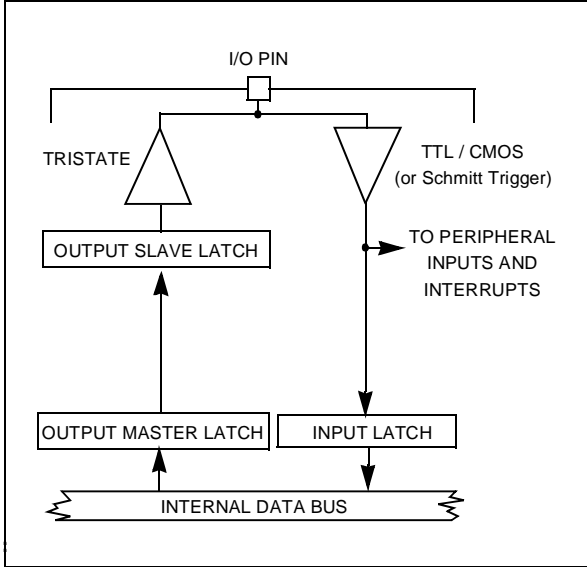 I/O PIN
TRISTATE
TTL / CMOS
(or Schmitt Trigger)
OUTPUT SLAVE LATCH
TO PERIPHERAL
INPUTS AND
INTERRUPTS
OUTPUT MASTER LATCH
INPUT LATCH
INTERNAL DATA BUS